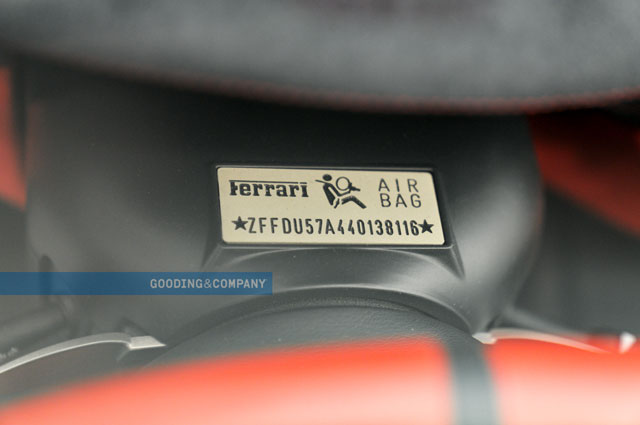 Ferrari
AIR
BAG
★ZFFDU57A440138116★
GOODING&COMPANY